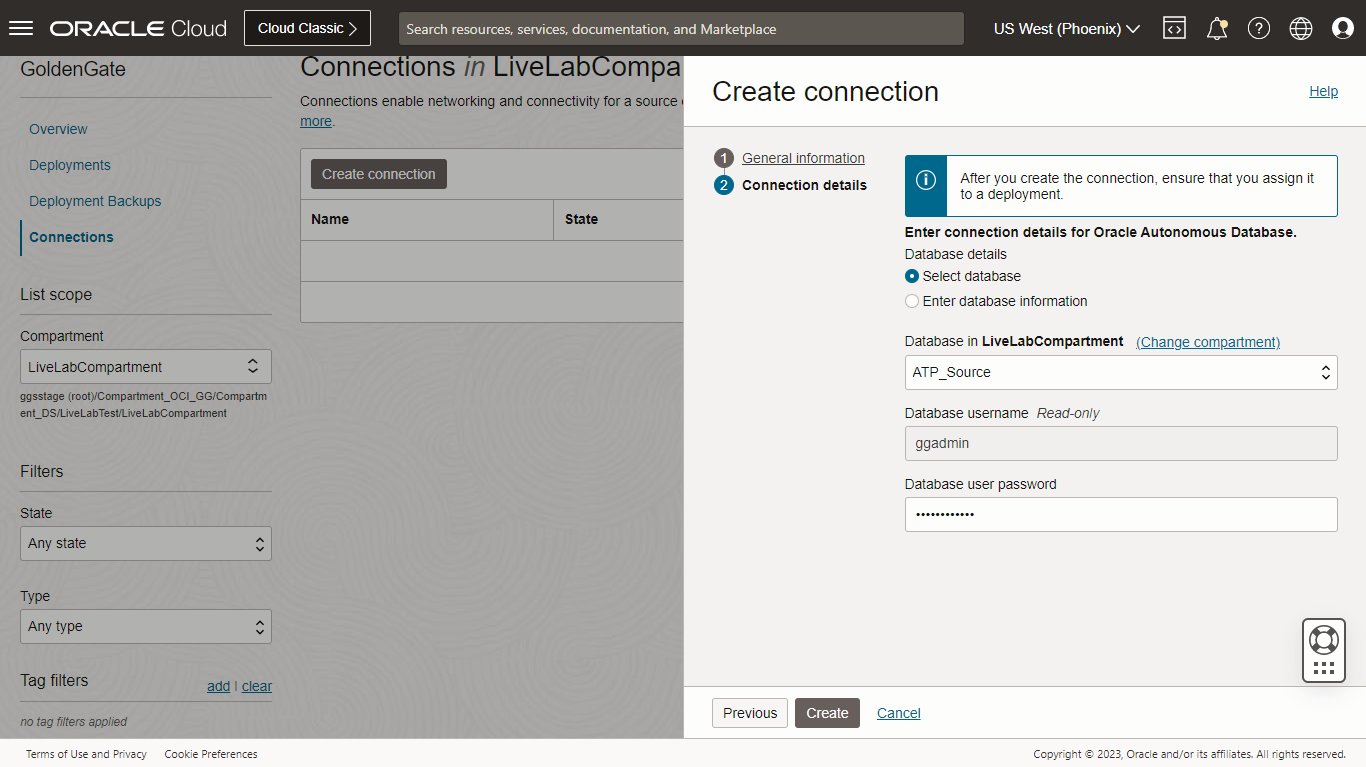 ORACLE Cloud
Cloud Classic
Search resources, services, documentation, and Marketplace
US West (Phoenix)
GoldenGate
Overview
Deployments
Deployment Backups
Connections
List scope
Compartment
LiveLabCompartment
ggsstage (root)/Compartment_OCI_GG/Compartm
ent_DS/LiveLabTest/LiveLabCompartment
Filters
State
Any state
Type
Any type
Tag filters
add | clear
no tag filters applied
Connections in LiveLabCompa
Connections enable networking and connectivity for a source
more.
Create connection
Name State
Create connection
Help
1 General information
2 Connection details
After you create the connection, ensure that you assign it
to a deployment.
Enter connection details for Oracle Autonomous Database.
Database details
Select database
Enter database information
Database in LiveLabCompartment (Change compartment)
ATP_Source
Database username Read-only
ggadmin
Database user password
••••••••••••
Previous Create Cancel
Terms of Use and Privacy Cookie Preferences
Copyright © 2023, Oracle and/or its affiliates. All rights reserved.